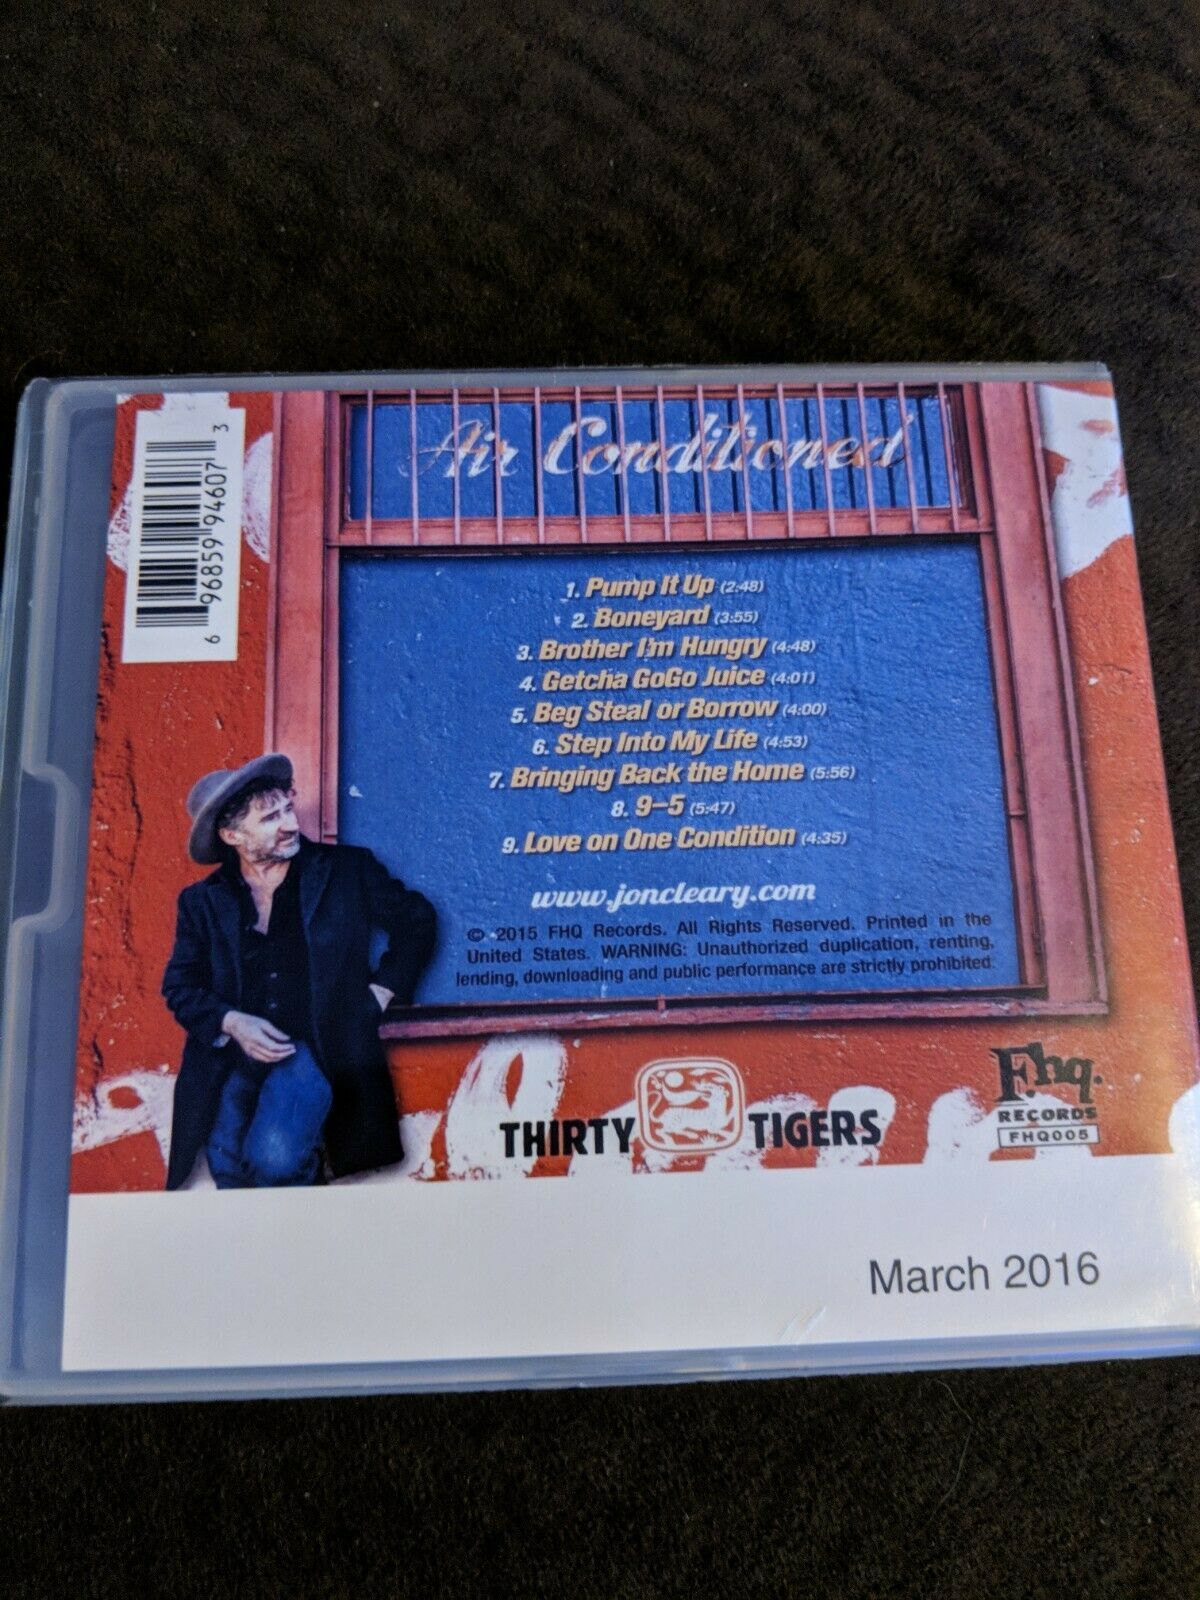 Air Conditioned
1. Pump It Up (2:48)
2. Boneyard (3:55)
3. Brother I'm Hungry (4:48)
4. Getcha GoGo Juice (4:01)
5. Beg Steal or Borrow (4:00)
6. Step Into My Life (4:53)
7. Bringing Back the Home (5:56)
8. 9–5 (5:47)
9. Love on One Condition (4:35)
www.joncleary.com
© 2015 FHQ Records. All Rights Reserved. Printed in the
United States. WARNING: Unauthorized duplication, renting,
lending, downloading and public performance are strictly prohibited.
6 96859 94607 3
THIRTY TIGERS
F.hq.
RECORDS
FHQ005
March 2016